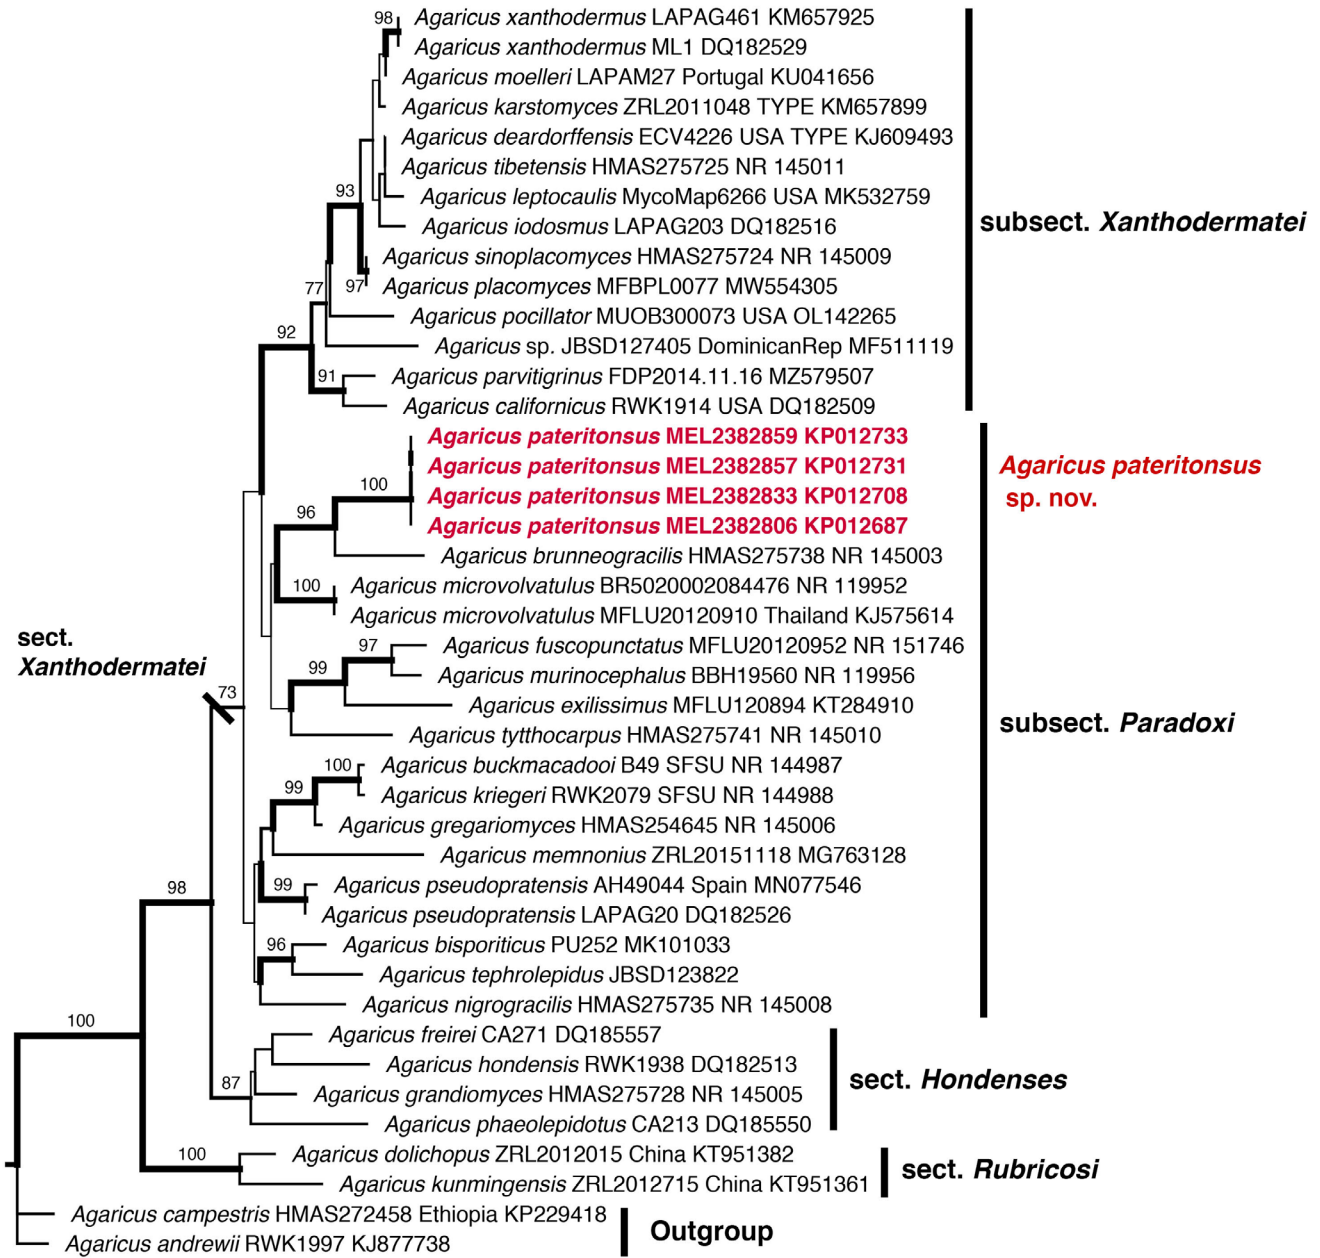 98
Agaricus xanthodermus LAPAG461 KM657925
Agaricus xanthodermus ML1 DQ182529
Agaricus moelleri LAPAM27 Portugal KU041656
Agaricus karstomyces ZRL2011048 TYPE KM657899
Agaricus deardorffensis ECV4226 USA TYPE KJ609493
Agaricus tibetensis HMAS275725 NR 145011
93
Agaricus leptocaulis MycoMap6266 USA MK532759
Agaricus iodosmus LAPAG203 DQ182516
subsect. Xanthodermatei
Agaricus sinoplacomyces HMAS275724 NR 145009
77
97
Agaricus placomyces MFBPL0077 MW554305
Agaricus pocillator MUOB300073 USA OL142265
92
Agaricus sp. JBSD127405 DominicanRep MF511119
91
Agaricus parvitigrinus FDP2014.11.16 MZ579507
Agaricus californicus RWK1914 USA DQ182509
Agaricus pateritonsus MEL2382859 KP012733
Agaricus pateritonsus MEL2382857 KP012731
Agaricus pateritonsus
sp. nov.
100
Agaricus pateritonsus MEL2382833 KP012708
96
Agaricus pateritonsus MEL2382806 KP012687
Agaricus brunneogracilis HMAS275738 NR 145003
100
Agaricus microvolvatulus BR5020002084476 NR 119952
Agaricus microvolvatulus MFLU20120910 Thailand KJ575614
sect.
Xanthodermatei
97
Agaricus fuscopunctatus MFLU20120952 NR 151746
99
Agaricus murinocephalus BBH19560 NR 119956
73
Agaricus exilissimus MFLU120894 KT284910
subsect. Paradoxi
Agaricus tytthocarpus HMAS275741 NR 145010
100
Agaricus buckmacadooi B49 SFSU NR 144987
99
Agaricus kriegeri RWK2079 SFSU NR 144988
Agaricus gregariomyces HMAS254645 NR 145006
Agaricus memnonius ZRL20151118 MG763128
98
99
Agaricus pseudopratensis AH49044 Spain MN077546
Agaricus pseudopratensis LAPAG20 DQ182526
96
Agaricus bisporiticus PU252 MK101033
Agaricus tephrolepidus JBSD123822
Agaricus nigrogracilis HMAS275735 NR 145008
100
Agaricus freirei CA271 DQ185557
Agaricus hondensis RWK1938 DQ182513
87
Agaricus grandiomyces HMAS275728 NR 145005
sect. Hondenses
Agaricus phaeolepidotus CA213 DQ185550
100
Agaricus dolichopus ZRL2012015 China KT951382
sect. Rubricosi
Agaricus kunmingensis ZRL2012715 China KT951361
Agaricus campestris HMAS272458 Ethiopia KP229418
Outgroup
Agaricus andrewii RWK1997 KJ877738